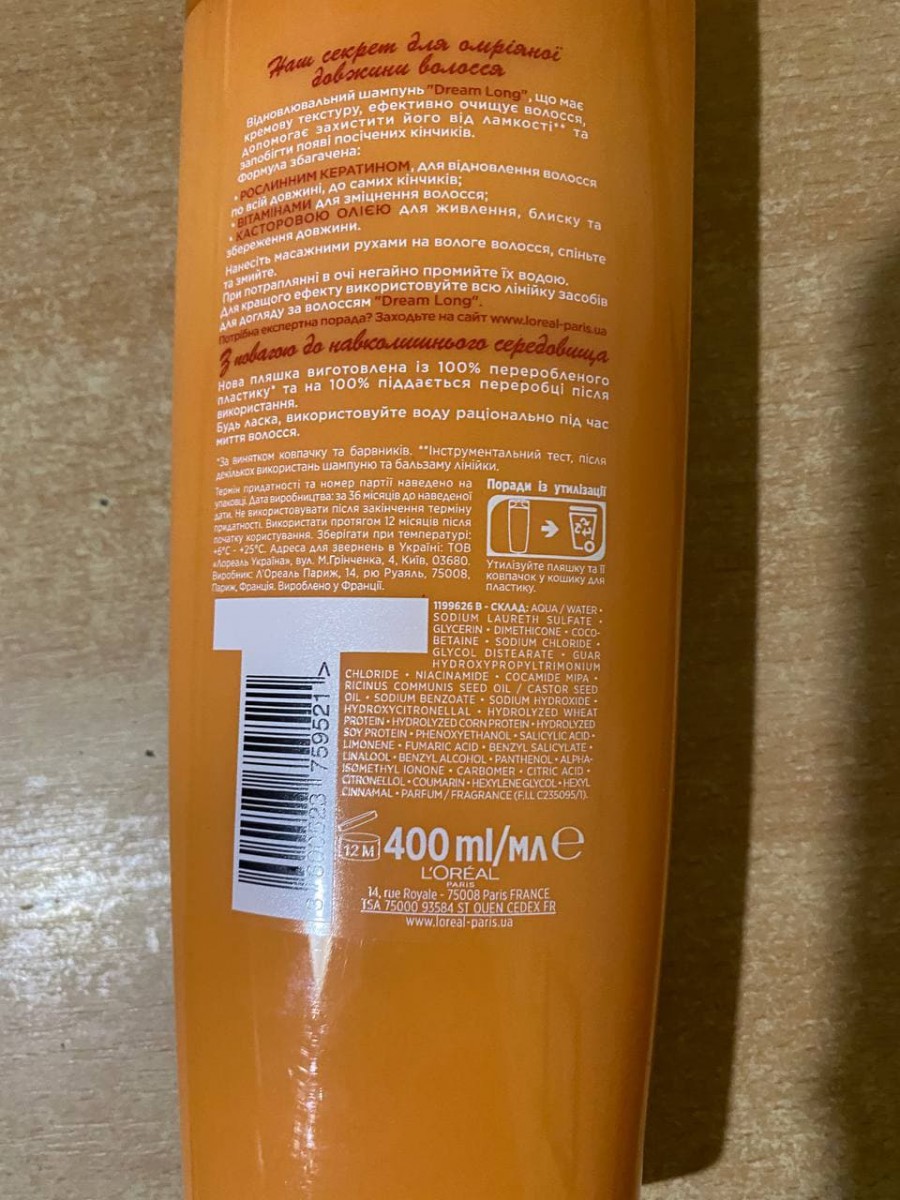 Наш секрет для омріяної
довжини волосся
Відновлювальний шампунь "Dream Long", що має
кремову текстуру, ефективно очищує волосся,
допомогає захистити його від ламкості** та
запобігти появі посічених кінчиків.
Формула збагачена:
• РОСЛИННИМ КЕРАТИНОМ, для відновлення волосся
по всій довжині, до самих кінчиків;
• ВІТАМІНАМИ для зміцнення волосся;
• КАСТОРОВОЮ ОЛІЄЮ для живлення, блиску та
збереження довжини.
Нанесіть масажними рухами на вологе волосся, спіньте
та змийте.
При потраплянні в очі негайно промийте їх водою.
Для кращого ефекту використовуйте всю лінійку засобів
для догляду за волоссям "Dream Long".
Потрібна експертна порада? Заходьте на сайт www.loreal-paris.ua
З повагою до навколишнього середовища
Нова пляшка виготовлена із 100% переробленого
пластику* та на 100% піддається переробці після
використання.
Будь ласка, використовуйте воду раціонально під час
миття волосся.
*За винятком ковпачку та барвників. **Інструментальний тест, після
декількох використань шампуню та бальзаму лінійки.
Термін придатності та номер партії наведено на
упаковці. Дата виробництва: за 36 місяців до наведеної
дати. Не використовувати після закінчення терміну
придатності. Використати протягом 12 місяців після
початку користування. Зберігати при температурі:
+6°C - +25°C. Адреса для звернень в Україні: ТОВ
«Лореаль Україна», вул. М.Грінченка, 4, Київ, 03680.
Виробник: Л'Ореаль Париж, 14, рю Руаяль, 75008,
Париж, Франція. Вироблено у Франції.
Поради із утилізації
Утилізуйте пляшку та її
ковпачок у кошику для
пластику.
1199626 B - СКЛАД: AQUA / WATER •
SODIUM LAURETH SULFATE •
GLYCERIN • DIMETHICONE • COCO-
BETAINE • SODIUM CHLORIDE •
GLYCOL DISTEARATE • GUAR
HYDROXYPROPYLTRIMONIUM
CHLORIDE • NIACINAMIDE • COCAMIDE MIPA •
RICINUS COMMUNIS SEED OIL / CASTOR SEED
OIL • SODIUM BENZOATE • SODIUM HYDROXIDE •
HYDROXYCITRONELLAL • HYDROLYZED WHEAT
PROTEIN • HYDROLYZED CORN PROTEIN • HYDROLYZED
SOY PROTEIN • PHENOXYETHANOL • SALICYLIC ACID •
LIMONENE • FUMARIC ACID • BENZYL SALICYLATE •
LINALOOL • BENZYL ALCOHOL • PANTHENOL • ALPHA-
ISOMETHYL IONONE • CARBOMER • CITRIC ACID •
CITRONELLOL • COUMARIN • HEXYLENE GLYCOL • HEXYL
CINNAMAL • PARFUM / FRAGRANCE (F.I.L C235095/1).
3 600523 759521 >
12 M
400 ml/мл e
L'ORÉAL
PARIS
14, rue Royale - 75008 Paris FRANCE
TSA 75000 93584 ST OUEN CEDEX FR
www.loreal-paris.ua